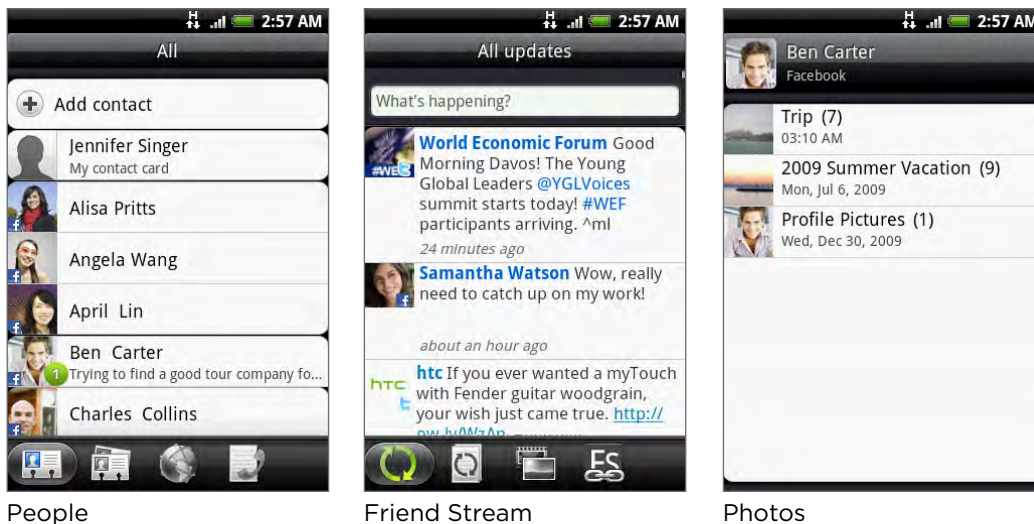 H 2:57 AM
All
Add contact
Jennifer Singer
My contact card
Alisa Pritts
Angela Wang
April Lin
Ben Carter
1 Trying to find a good tour company fo...
Charles Collins
People
H 2:57 AM
All updates
What's happening?
World Economic Forum Good
Morning Davos! The Young
Global Leaders @YGLVoices
summit starts today! #WEF
participants arriving. ^ml
#WE
24 minutes ago
Samantha Watson Wow, really
need to catch up on my work!
about an hour ago
htc htc If you ever wanted a myTouch
with Fender guitar woodgrain,
your wish just came true. http://
FS
Friend Stream
H 2:57 AM
Ben Carter
Facebook
Trip (7)
03:10 AM
2009 Summer Vacation (9)
Mon, Jul 6, 2009
Profile Pictures (1)
Wed, Dec 30, 2009
Photos